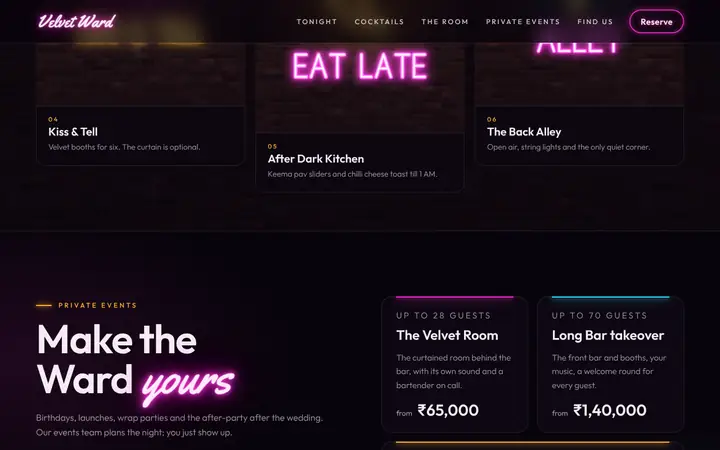 Velvet Ward
TONIGHT
COCKTAILS
THE ROOM
PRIVATE EVENTS
FIND US
Reserve
EAT LATE
ALLEY
04
Kiss & Tell
Velvet booths for six. The curtain is optional.
05
After Dark Kitchen
Keema pav sliders and chilli cheese toast till 1 AM.
06
The Back Alley
Open air, string lights and the only quiet corner.
PRIVATE EVENTS
Make the
Ward yours
Birthdays, launches, wrap parties and the after-party after the wedding.
Our events team plans the night; you just show up.
UP TO 28 GUESTS
The Velvet Room
The curtained room behind the
bar, with its own sound and a
bartender on call.
from ₹65,000
UP TO 70 GUESTS
Long Bar takeover
The front bar and booths, your
music, a welcome round for
every guest.
from ₹1,40,000